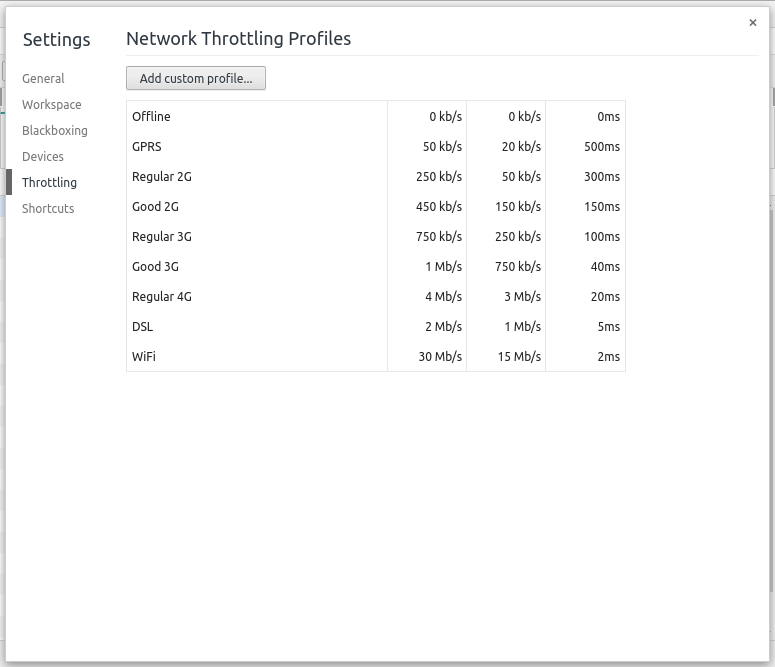 Settings
General
Workspace
Blackboxing
Devices
Throttling
Shortcuts
Network Throttling Profiles
×
Add custom profile...
Offline 0 kb/s 0 kb/s 0ms
GPRS 50 kb/s 20 kb/s 500ms
Regular 2G 250 kb/s 50 kb/s 300ms
Good 2G 450 kb/s 150 kb/s 150ms
Regular 3G 750 kb/s 250 kb/s 100ms
Good 3G 1 Mb/s 750 kb/s 40ms
Regular 4G 4 Mb/s 3 Mb/s 20ms
DSL 2 Mb/s 1 Mb/s 5ms
WiFi 30 Mb/s 15 Mb/s 2ms